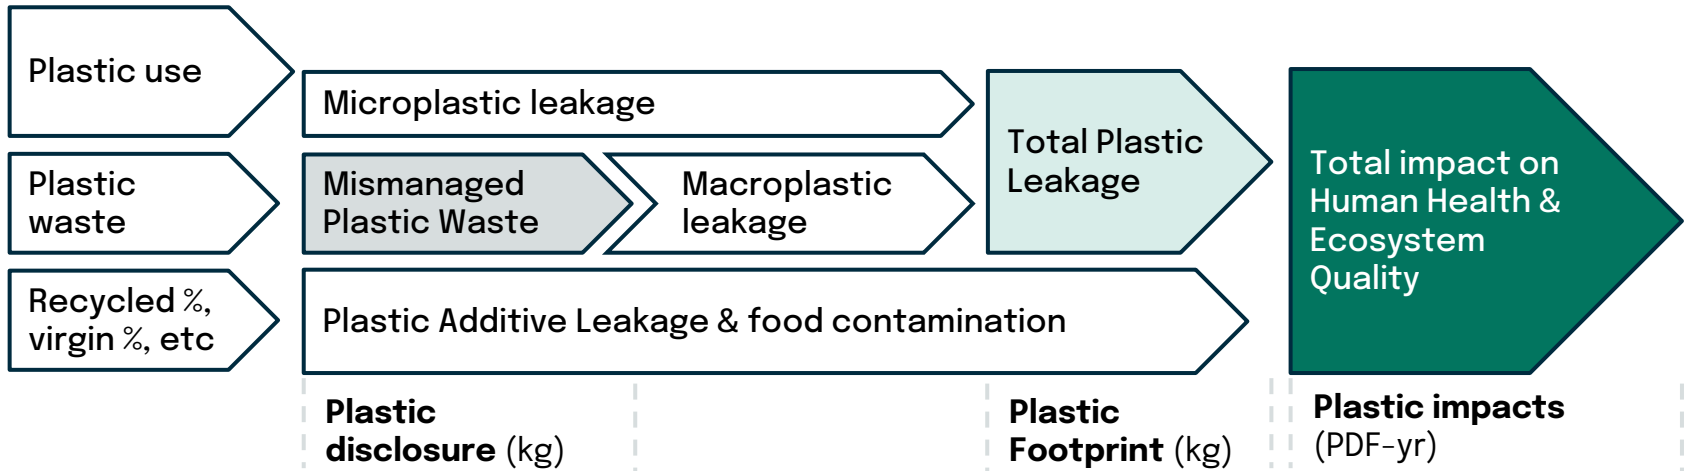 Plastic use
Plastic
waste
Recycled %,
virgin %, etc
Microplastic leakage
Mismanaged
Plastic Waste
Macroplastic
leakage
Plastic Additive Leakage & food contamination
Total Plastic
Leakage
Total impact on
Human Health &
Ecosystem
Quality
Plastic
disclosure (kg)
Plastic
Footprint (kg)
Plastic impacts
(PDF-yr)